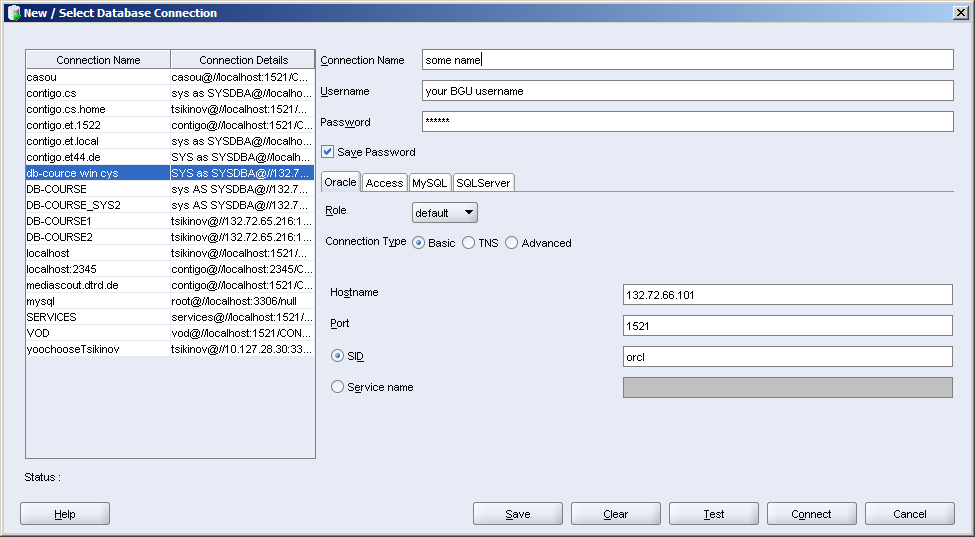 New / Select Database Connection
Connection Name Connection Details
casou casou@//localhost:1521/C...
contigo.cs sys as SYSDBA@//localho...
contigo.cs.home tsikinov@//localhost:1521/...
contigo.et.1522 contigo@//localhost:1521/C...
contigo.et.local sys as SYSDBA@//localho...
contigo.et44.de SYS as SYSDBA@//localh...
db-cource win cys SYS as SYSDBA@//132.7...
DB-COURSE sys AS SYSDBA@//132.7...
DB-COURSE_SYS2 sys AS SYSDBA@//132.7...
DB-COURSE1 tsikinov@//132.72.65.216:1...
DB-COURSE2 tsikinov@//132.72.65.216:1...
localhost tsikinov@//localhost:1521/...
localhost:2345 contigo@//localhost:2345/C...
mediascout.dtrd.de contigo@//localhost:1521/C...
mysql root@//localhost:3306/null
SERVICES services@//localhost:1521/...
VOD vod@//localhost:1521/CON...
yoochooseTsikinov tsikinov@//10.127.28.30:33...
Connection Name some name
Username your BGU username
Password ******
Save Password
Oracle Access MySQL SQLServer
Role default
Connection Type Basic TNS Advanced
Hostname 132.72.66.101
Port 1521
SID orcl
Service name
Status :
Help Save Clear Test Connect Cancel